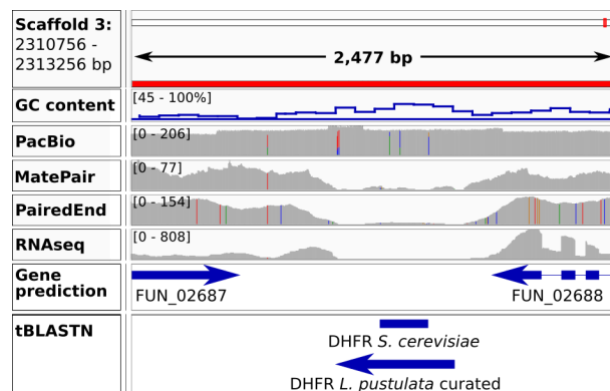 Scaffold 3:
2310756 -
2313256 bp
2,477 bp
GC content
[45 - 100%]
PacBio
[0 - 206]
MatePair
[0 - 77]
PairedEnd
[0 - 154]
RNAseq
[0 - 808]
Gene
prediction
FUN_02687
FUN_02688
tBLASTN
DHFR S. cerevisiae
DHFR L. pustulata curated